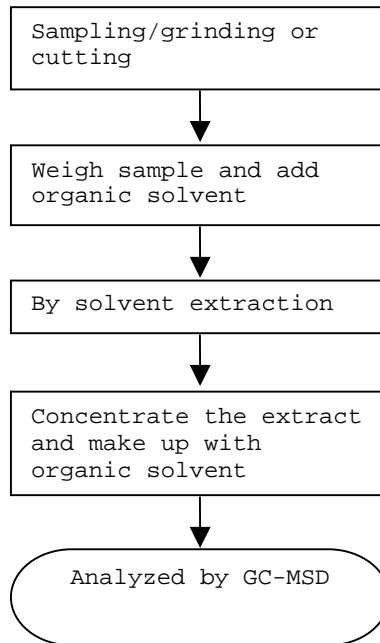 Sampling/grinding or
cutting
Weigh sample and add
organic solvent
By solvent extraction
Concentrate the extract
and make up with
organic solvent
Analyzed by GC-MSD